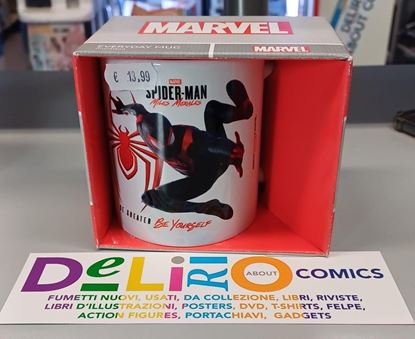 MARVEL
EVERYDAY MUG
MARVEL
€ 13,99
MARVEL
SPIDER-MAN
MILES MORALES
BE GREATER BE YOURSELF
DELIRIO ABOUT COMICS
FUMETTI NUOVI, USATI, DA COLLEZIONE, LIBRI, RIVISTE,
LIBRI D'ILLUSTRAZIONI, POSTERS, DVD, T-SHIRTS, FELPE,
ACTION FIGURES, PORTACHIAVI, GADGETS